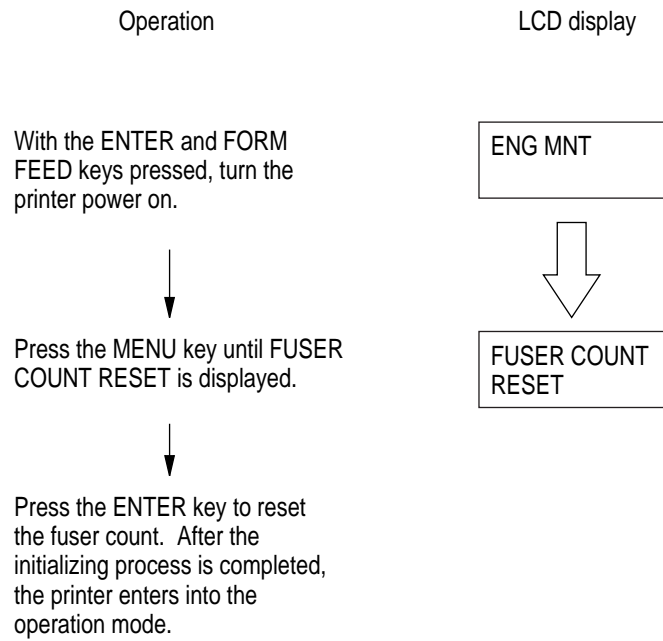 Operation
LCD display
With the ENTER and FORM
FEED keys pressed, turn the
printer power on.
ENG MNT
Press the MENU key until FUSER
COUNT RESET is displayed.
FUSER COUNT
RESET
Press the ENTER key to reset
the fuser count. After the
initializing process is completed,
the printer enters into the
operation mode.